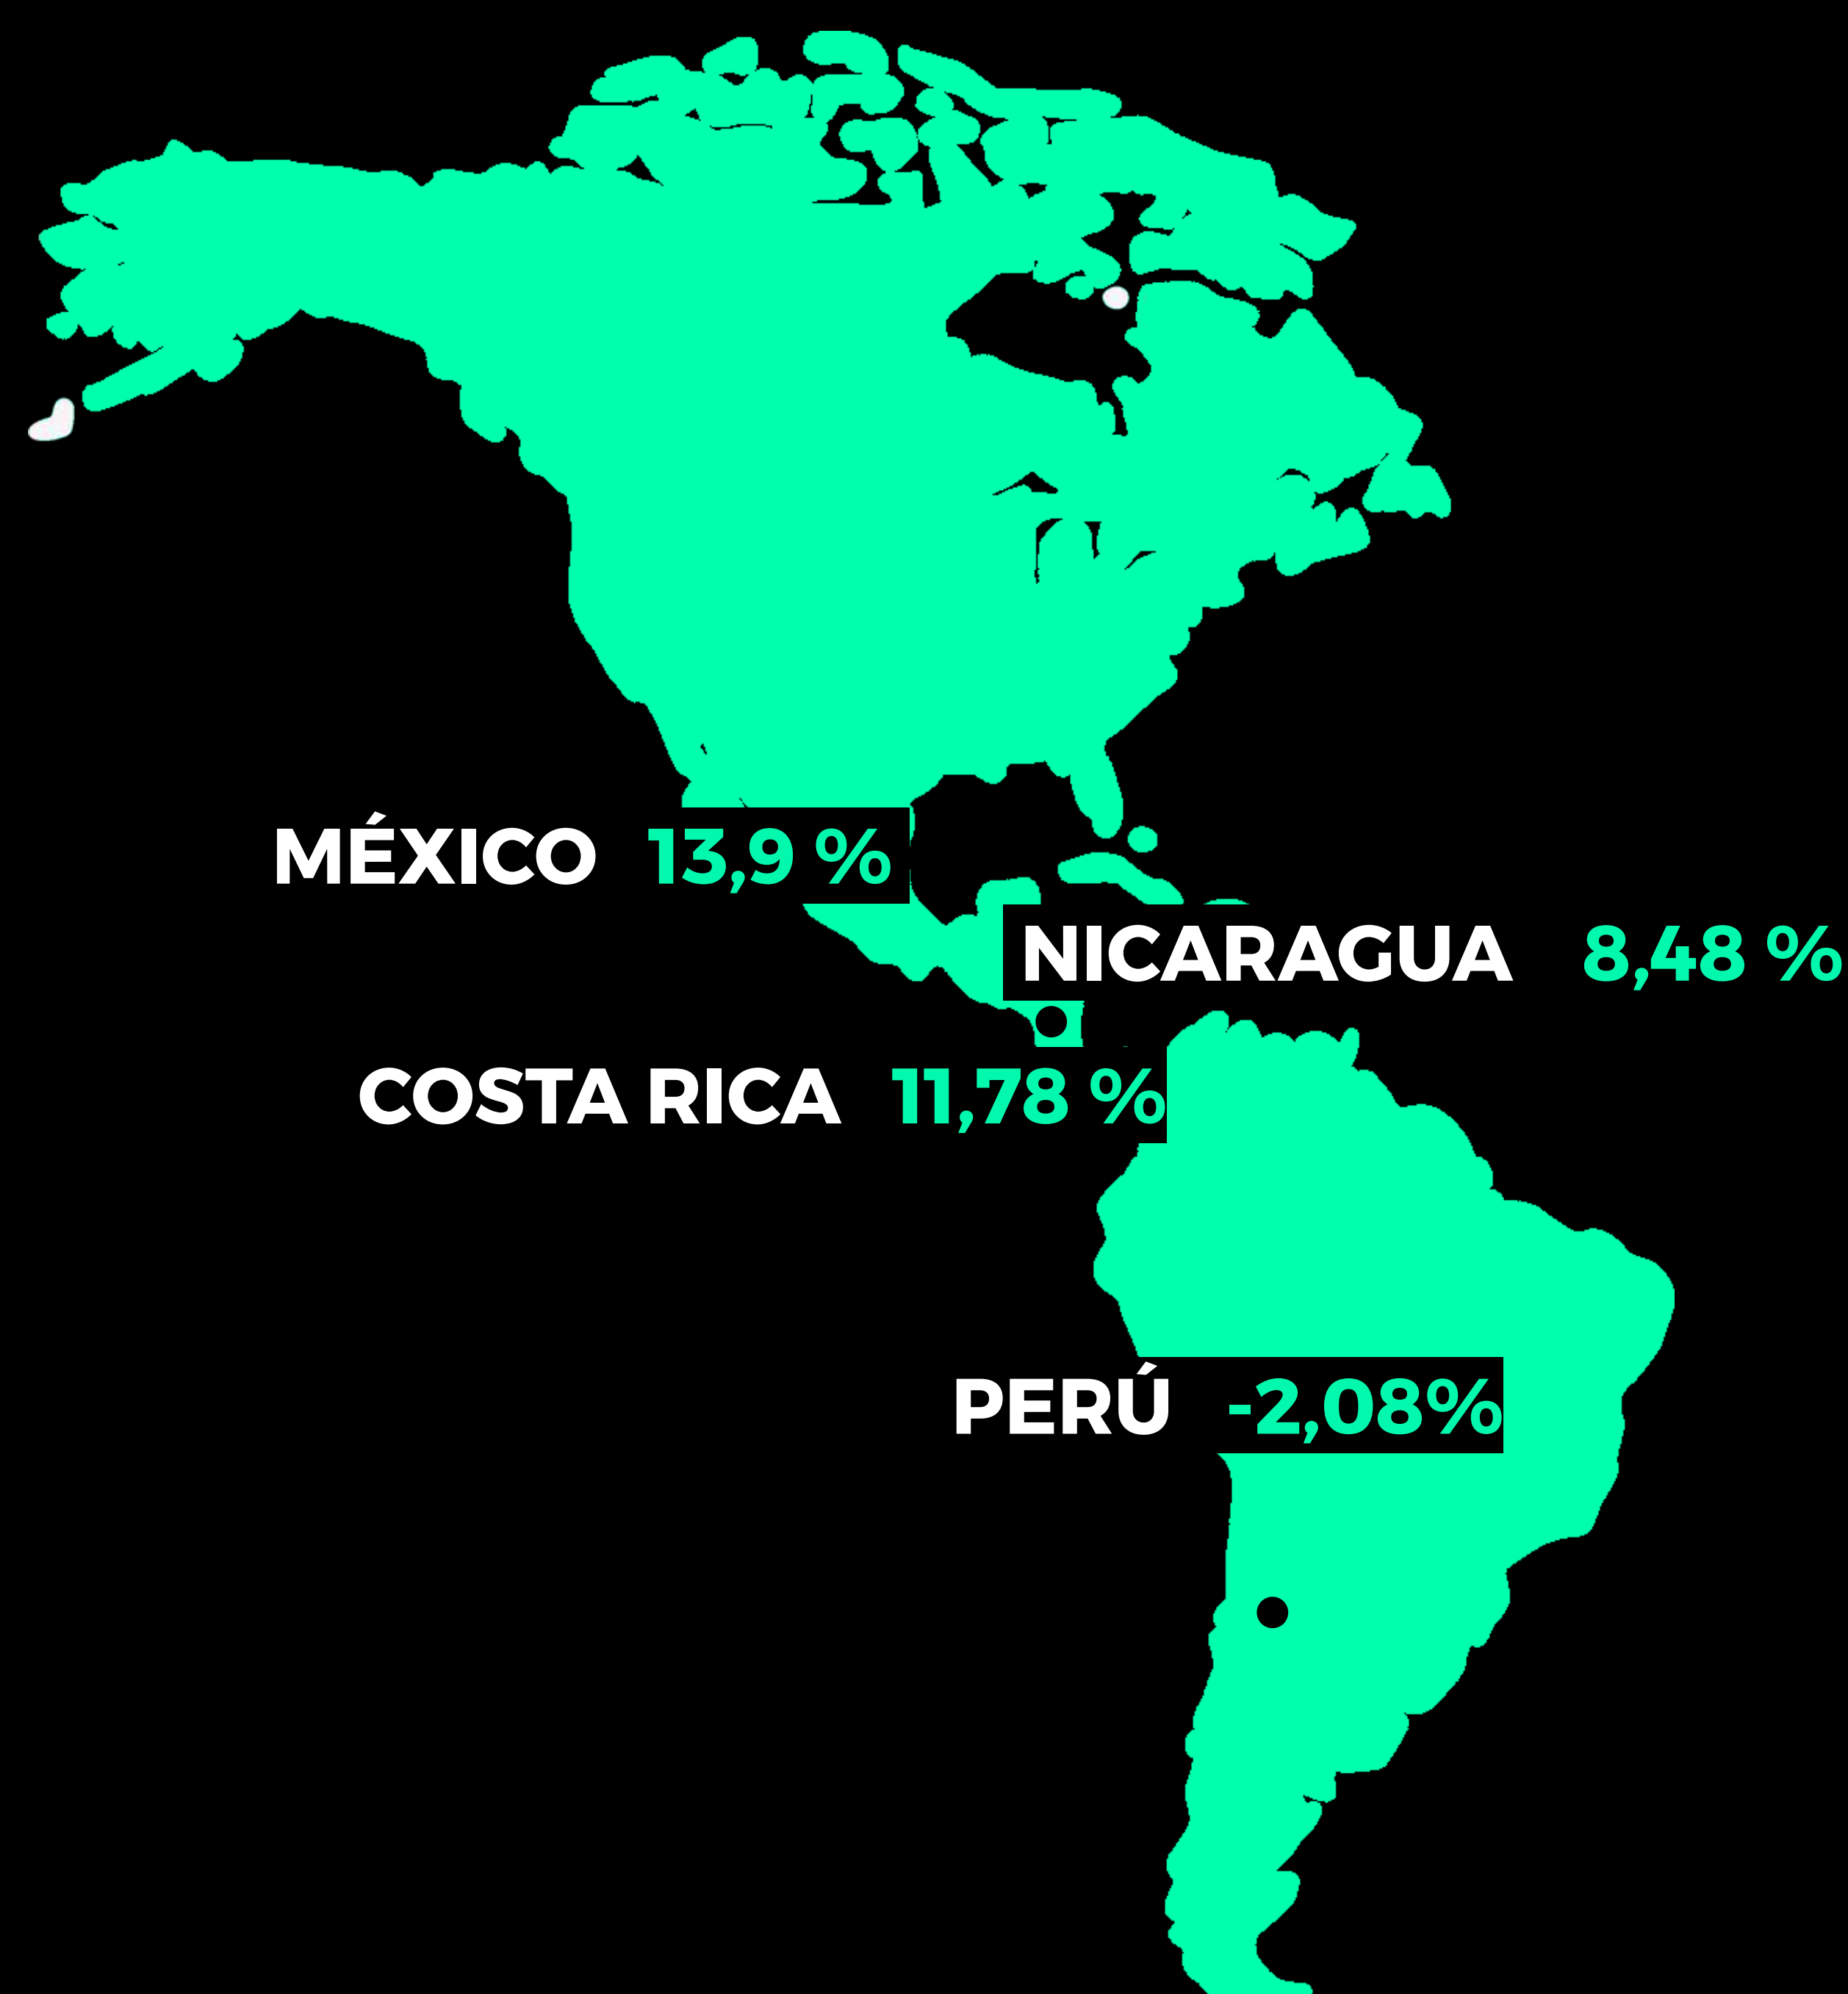 MÉXICO 13,9 %
NICARAGUA 8,48 %
COSTA RICA 11,78 %
PERÚ -2,08%